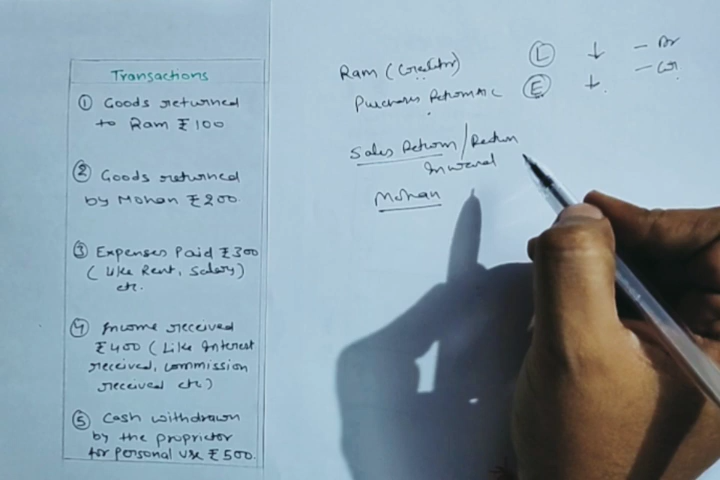 Transactions
① Goods returned
to Ram ₹100
② Goods returned
by Mohan ₹200.
③ Expenses Paid ₹300
(Like Rent, Salary)
etc.
④ Income received
₹400 (Like Interest
received, commission
received etc)
⑤ Cash withdrawn
by the proprietor
for personal use ₹500.
Ram (Creditor) Ⓛ ↓ – Dr
Purchases Return A/c Ⓔ ↓ – Cr.
Sales Return / Return
Inward
Mohan